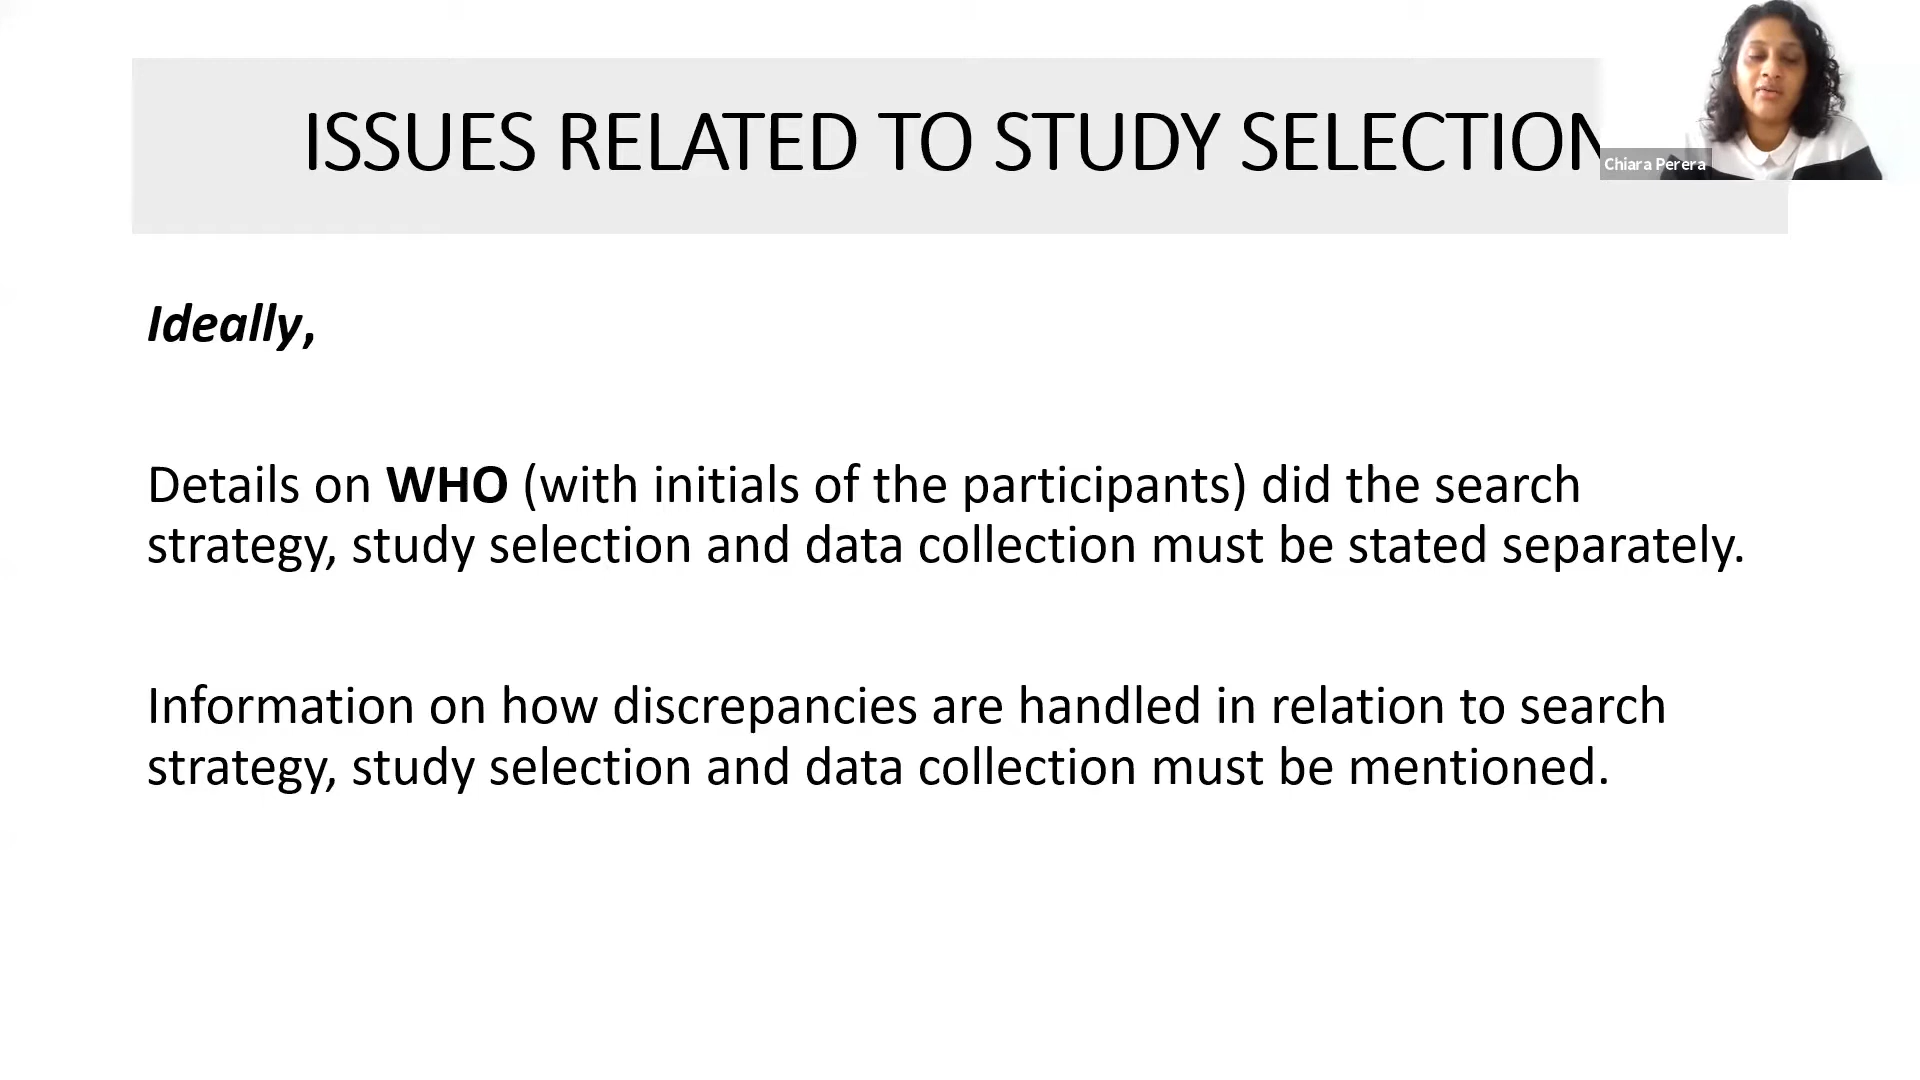 ISSUES RELATED TO STUDY SELECTION
Chiara Perera
Ideally,
Details on WHO (with initials of the participants) did the search
strategy, study selection and data collection must be stated separately.
Information on how discrepancies are handled in relation to search
strategy, study selection and data collection must be mentioned.